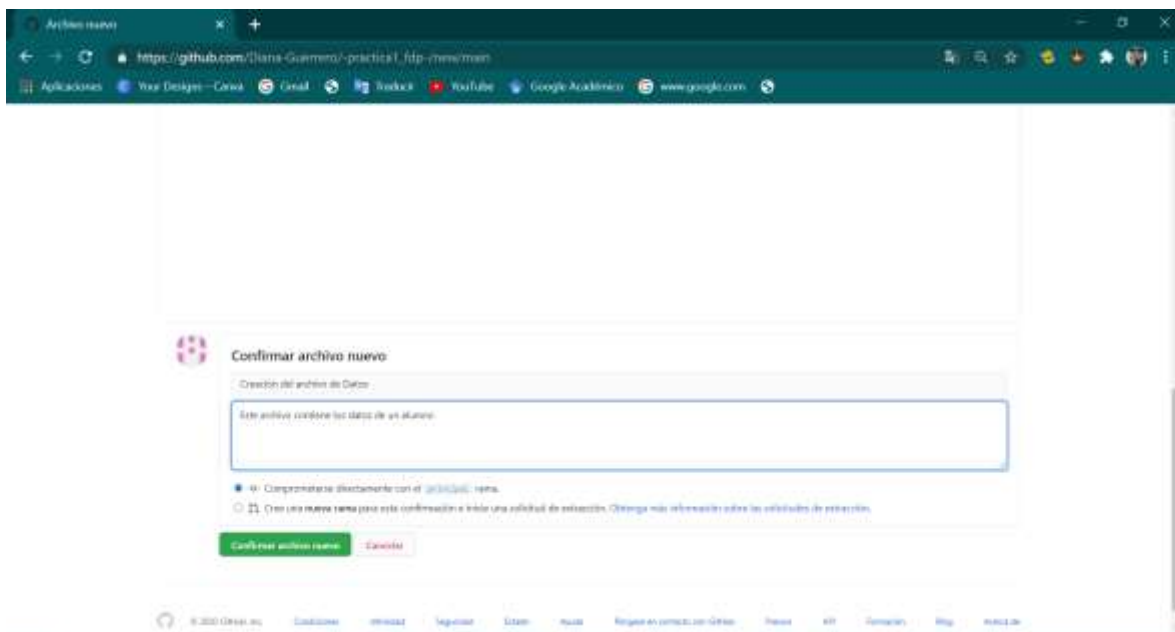 Archivo nuevo
https://github.com/Diana-Guerrero/-practica1_fdp-/new/main
Aplicaciones Your Designs – Canva Gmail Traducir YouTube Google Académico www.google.com
Confirmar archivo nuevo
Creación del archivo de Datos
Este archivo contiene los datos de un alumno
Comprometerse directamente con el principal rama.
Cree una nueva rama para esta confirmación e inicie una solicitud de extracción. Obtenga más información sobre las solicitudes de extracción.
Confirmar archivo nuevo Cancelar
© 2020 GitHub, Inc. Condiciones Intimidad Seguridad Estado Ayuda Póngase en contacto con GitHub Precios API Formación Blog Acerca de